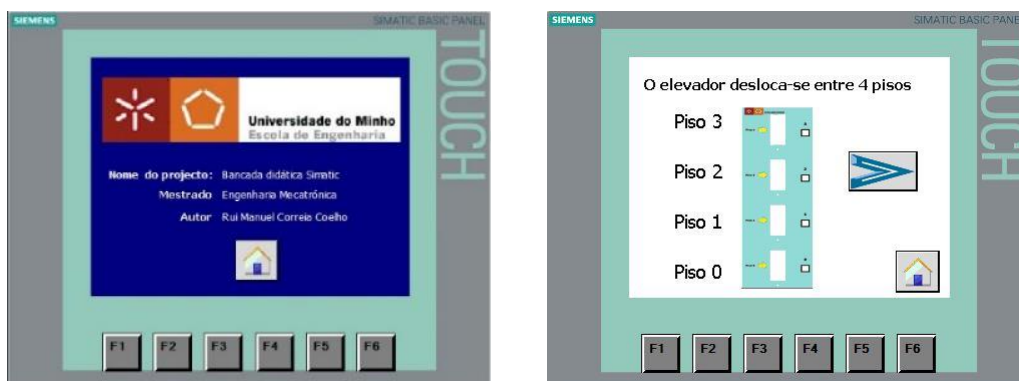 SIEMENS
SIMATIC BASIC PANEL
TOUCH
Universidade do Minho
Escola de Engenharia
Nome do projecto: Bancada didática Simatic
Mestrado Engenharia Mecatrónica
Autor Rui Manuel Correia Coelho
F1 F2 F3 F4 F5 F6
SIEMENS
SIMATIC BASIC PANE
TOUCH
O elevador desloca-se entre 4 pisos
Piso 3
Piso 2
Piso 1
Piso 0
F1 F2 F3 F4 F5 F6